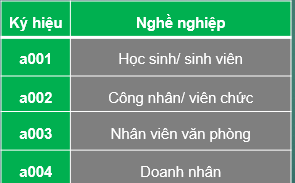 Ký hiệu Nghề nghiệp
a001 Học sinh/ sinh viên
a002 Công nhân/ viên chức
a003 Nhân viên văn phòng
a004 Doanh nhân